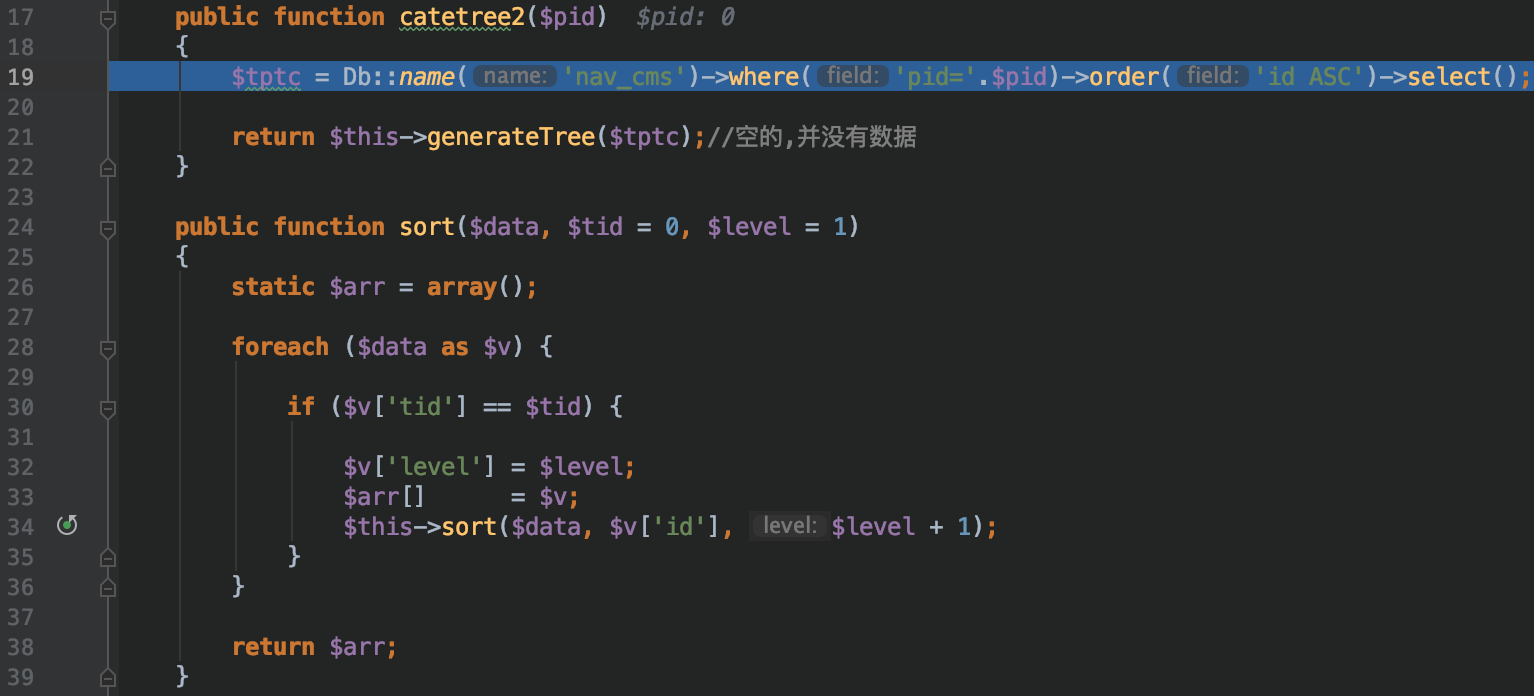 17 public function catetree2($pid) $pid: 0
18 {
19 $tptc = Db::name( name: 'nav_cms')->where( field: 'pid='.$pid)->order( field: 'id ASC')->select();
20
21 return $this->generateTree($tptc);//空的,并没有数据
22 }
23
24 public function sort($data, $tid = 0, $level = 1)
25 {
26 static $arr = array();
27
28 foreach ($data as $v) {
29
30 if ($v['tid'] == $tid) {
31
32 $v['level'] = $level;
33 $arr[] = $v;
34 $this->sort($data, $v['id'], level: $level + 1);
35 }
36 }
37
38 return $arr;
39 }